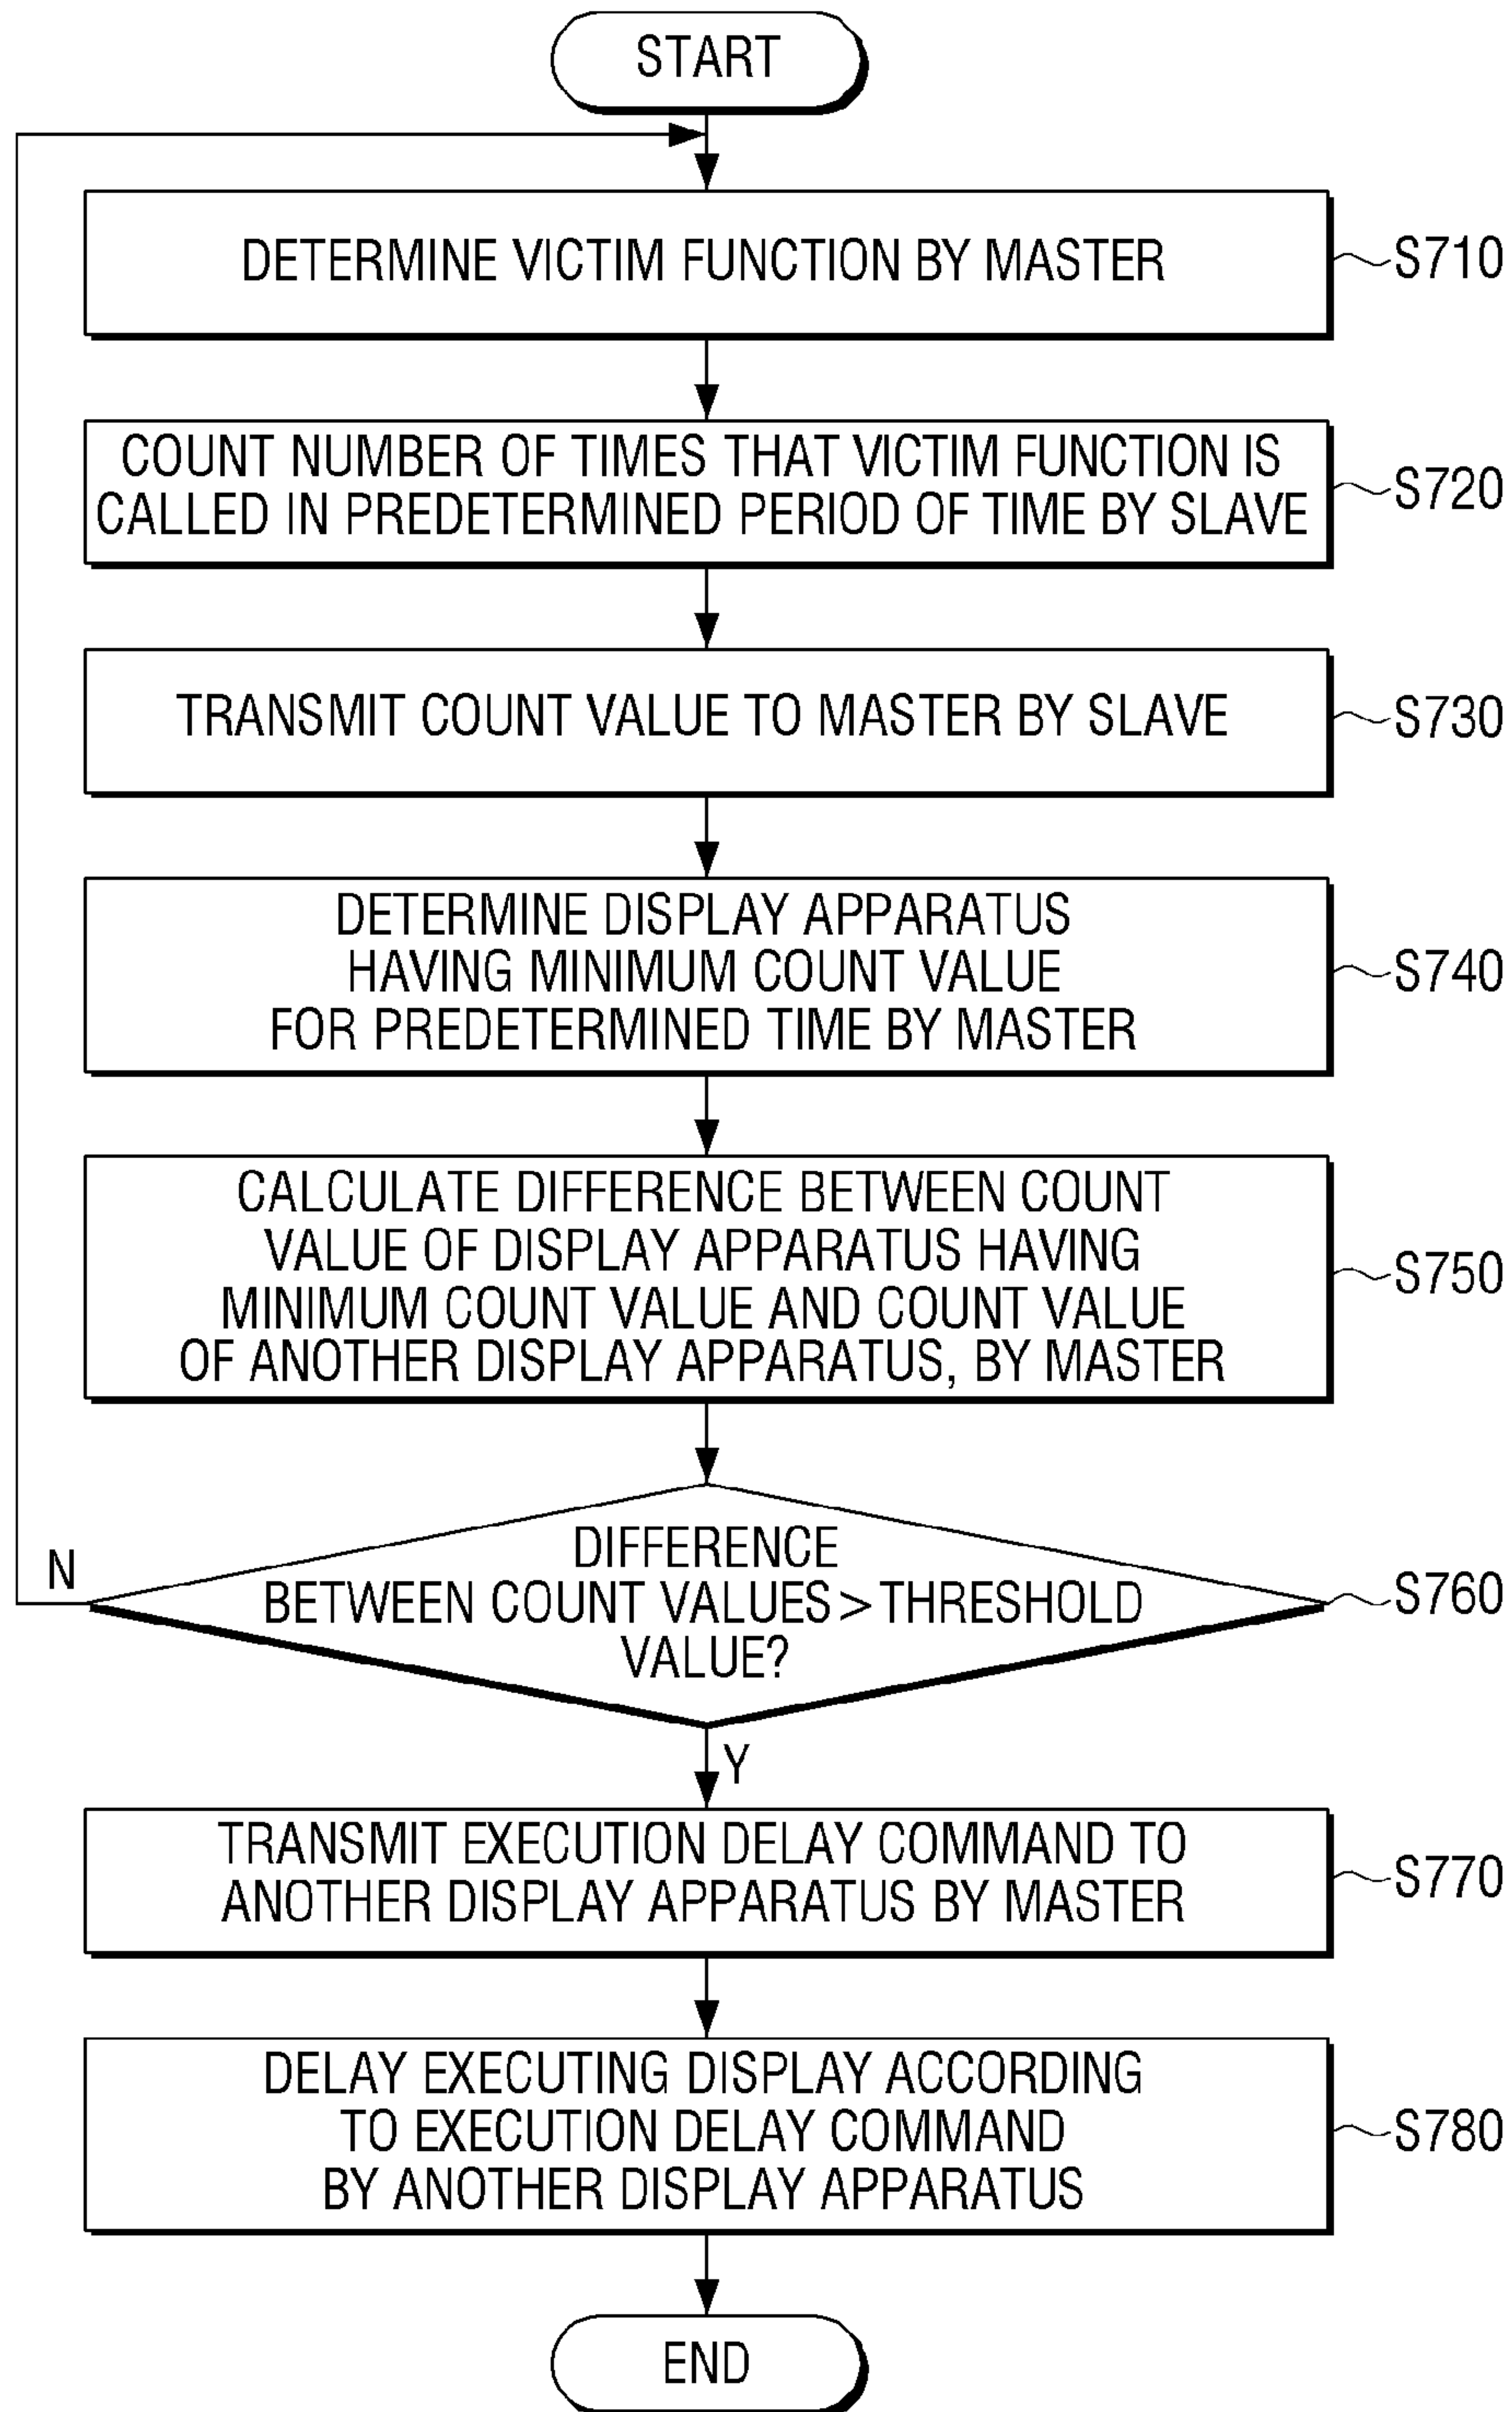 START
DETERMINE VICTIM FUNCTION BY MASTER
S710
COUNT NUMBER OF TIMES THAT VICTIM FUNCTION IS
CALLED IN PREDETERMINED PERIOD OF TIME BY SLAVE
S720
TRANSMIT COUNT VALUE TO MASTER BY SLAVE
S730
DETERMINE DISPLAY APPARATUS
HAVING MINIMUM COUNT VALUE
FOR PREDETERMINED TIME BY MASTER
S740
CALCULATE DIFFERENCE BETWEEN COUNT
VALUE OF DISPLAY APPARATUS HAVING
MINIMUM COUNT VALUE AND COUNT VALUE
OF ANOTHER DISPLAY APPARATUS, BY MASTER
S750
DIFFERENCE
BETWEEN COUNT VALUES>THRESHOLD
VALUE?
S760
N
Y
TRANSMIT EXECUTION DELAY COMMAND TO
ANOTHER DISPLAY APPARATUS BY MASTER
S770
DELAY EXECUTING DISPLAY ACCORDING
TO EXECUTION DELAY COMMAND
BY ANOTHER DISPLAY APPARATUS
S780
END